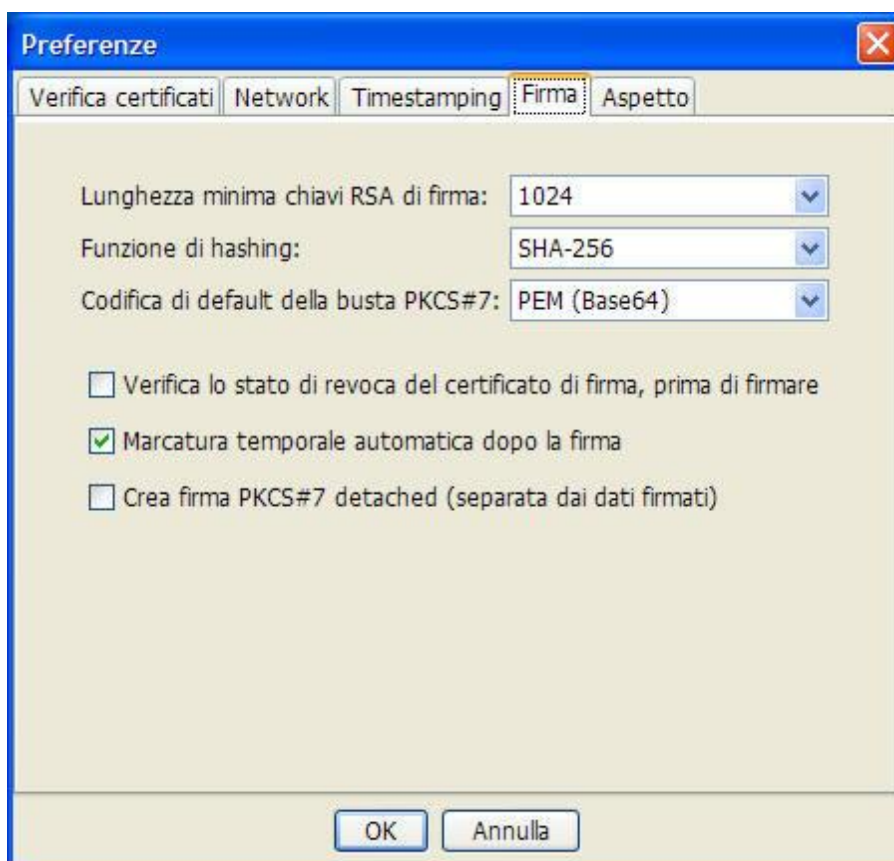 Preferenze
Verifica certificati Network Timestamping Firma Aspetto
Lunghezza minima chiavi RSA di firma: 1024
Funzione di hashing: SHA-256
Codifica di default della busta PKCS#7: PEM (Base64)
Verifica lo stato di revoca del certificato di firma, prima di firmare
Marcatura temporale automatica dopo la firma
Crea firma PKCS#7 detached (separata dai dati firmati)
OK Annulla